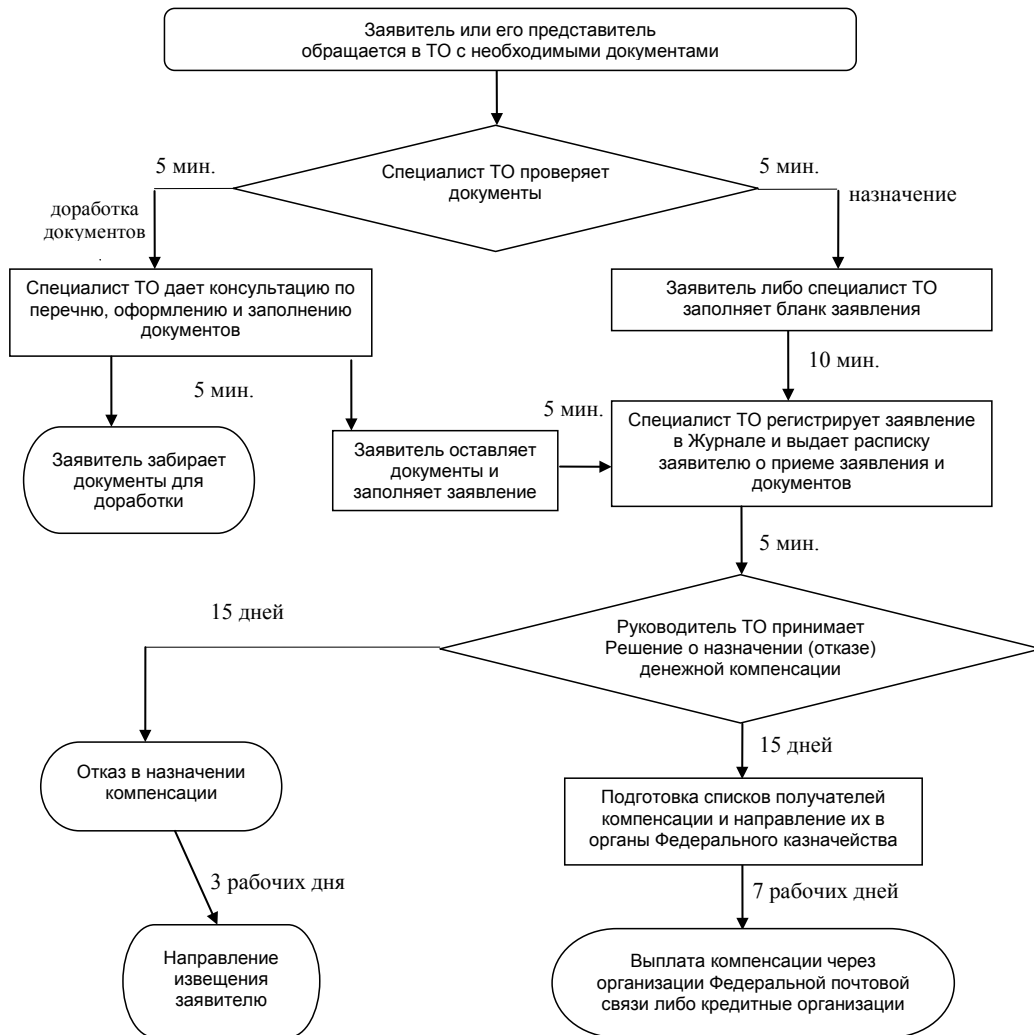 Заявитель или его представитель
обращается в ТО с необходимыми документами
5 мин.
Специалист ТО проверяет
документы
5 мин.
доработка
документов
назначение
Специалист ТО дает консультацию по
перечню, оформлению и заполнению
документов
Заявитель либо специалист ТО
заполняет бланк заявления
5 мин.
10 мин.
Заявитель забирает
документы для
доработки
Заявитель оставляет
документы и
заполняет заявление
5 мин.
Специалист ТО регистрирует заявление
в Журнале и выдает расписку
заявителю о приеме заявления и
документов
5 мин.
15 дней
Руководитель ТО принимает
Решение о назначении (отказе)
денежной компенсации
15 дней
Отказ в назначении
компенсации
Подготовка списков получателей
компенсации и направление их в
органы Федерального казначейства
3 рабочих дня
7 рабочих дней
Направление
извещения
заявителю
Выплата компенсации через
организации Федеральной почтовой
связи либо кредитные организации